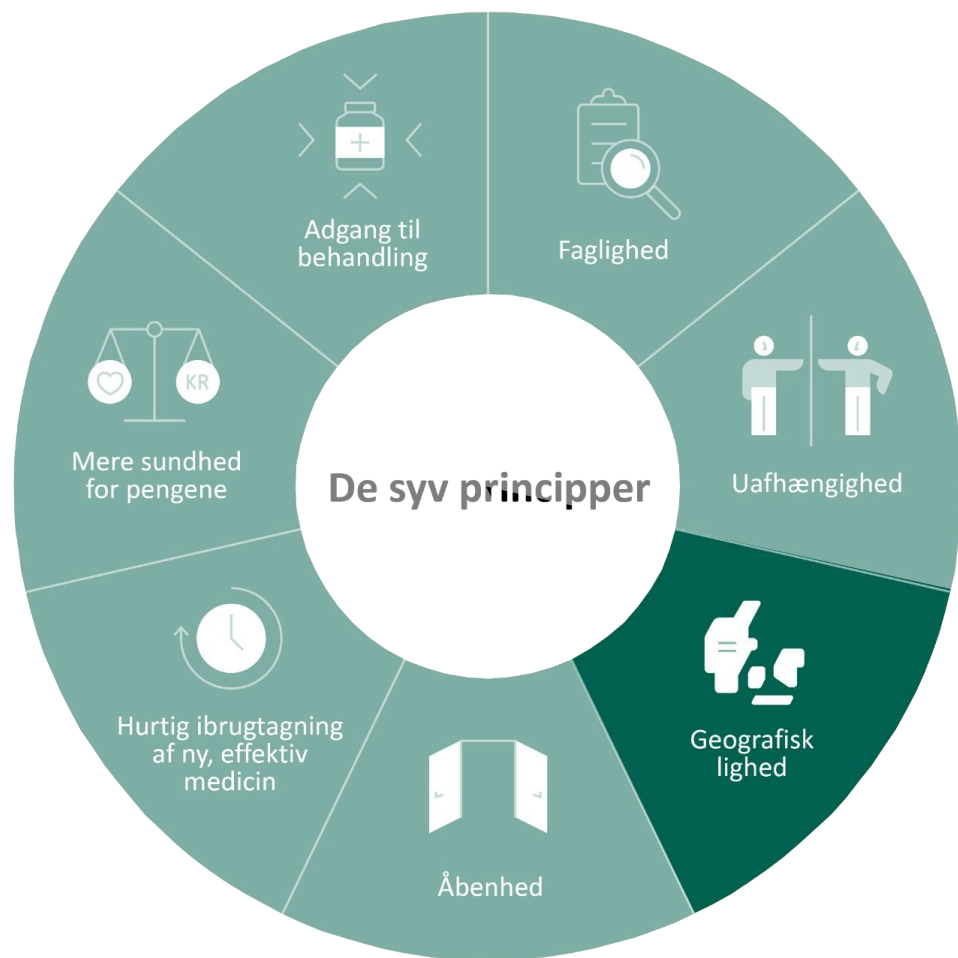 De syv principper
Faglighed
Uafhængighed
Geografisk
lighed
Åbenhed
Hurtig ibrugtagning
af ny, effektiv
medicin
Mere sundhed
for pengene
KR
Adgang til
behandling